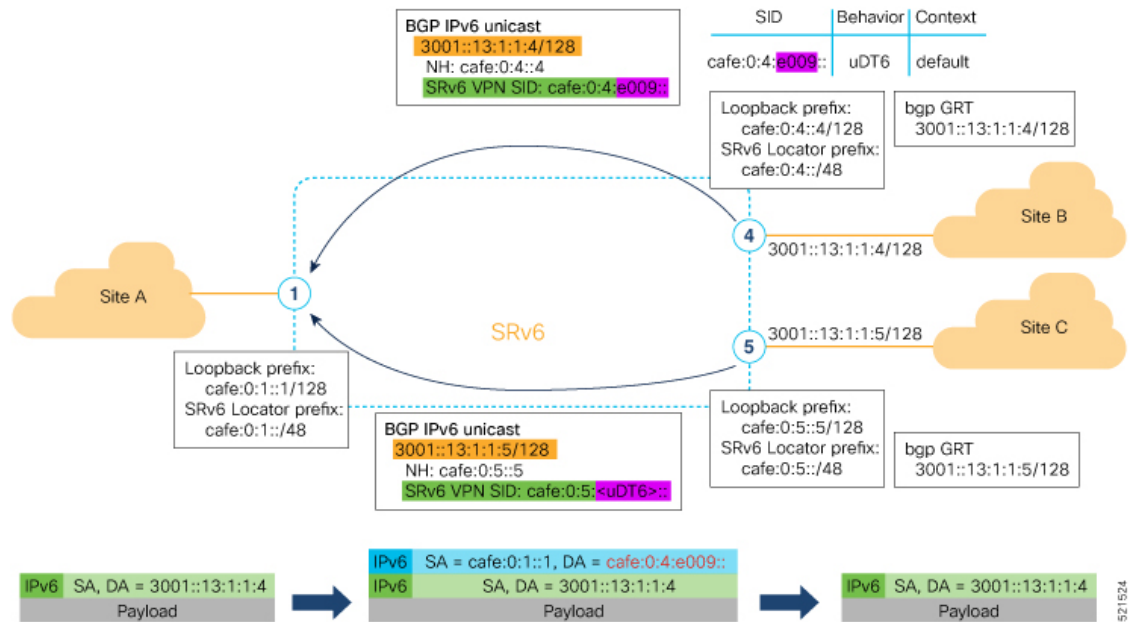 BGP IPv6 unicast
3001::13:1:1:4/128
NH: cafe:0:4::4
SRv6 VPN SID: cafe:0:4:e009::
SID Behavior Context
cafe:0:4:e009:: uDT6 default
Loopback prefix:
cafe:0:4::4/128
SRv6 Locator prefix:
cafe:0:4::/48
bgp GRT
3001::13:1:1:4/128
Site B
4
3001::13:1:1:4/128
Site A
1
SRv6
3001::13:1:1:5/128
5
Site C
Loopback prefix:
cafe:0:1::1/128
SRv6 Locator prefix:
cafe:0:1::/48
BGP IPv6 unicast
3001::13:1:1:5/128
NH: cafe:0:5::5
SRv6 VPN SID: cafe:0:5:<uDT6>::
Loopback prefix:
cafe:0:5::5/128
SRv6 Locator prefix:
cafe:0:5::/48
bgp GRT
3001::13:1:1:5/128
IPv6 SA, DA = 3001::13:1:1:4
Payload
IPv6 SA = cafe:0:1::1, DA = cafe:0:4:e009::
IPv6 SA, DA = 3001::13:1:1:4
Payload
IPv6 SA, DA = 3001::13:1:1:4
Payload
521524